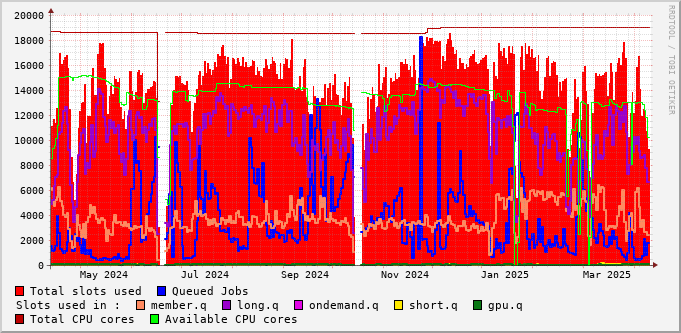 20000
18000
16000
14000
12000
10000
8000
6000
4000
2000
0
May 2024 Jul 2024 Sep 2024 Nov 2024 Jan 2025 Mar 2025
RRDTOOL / TOBI OETIKER
Total slots used Queued Jobs
Slots used in : member.q long.q ondemand.q short.q gpu.q
Total CPU cores Available CPU cores